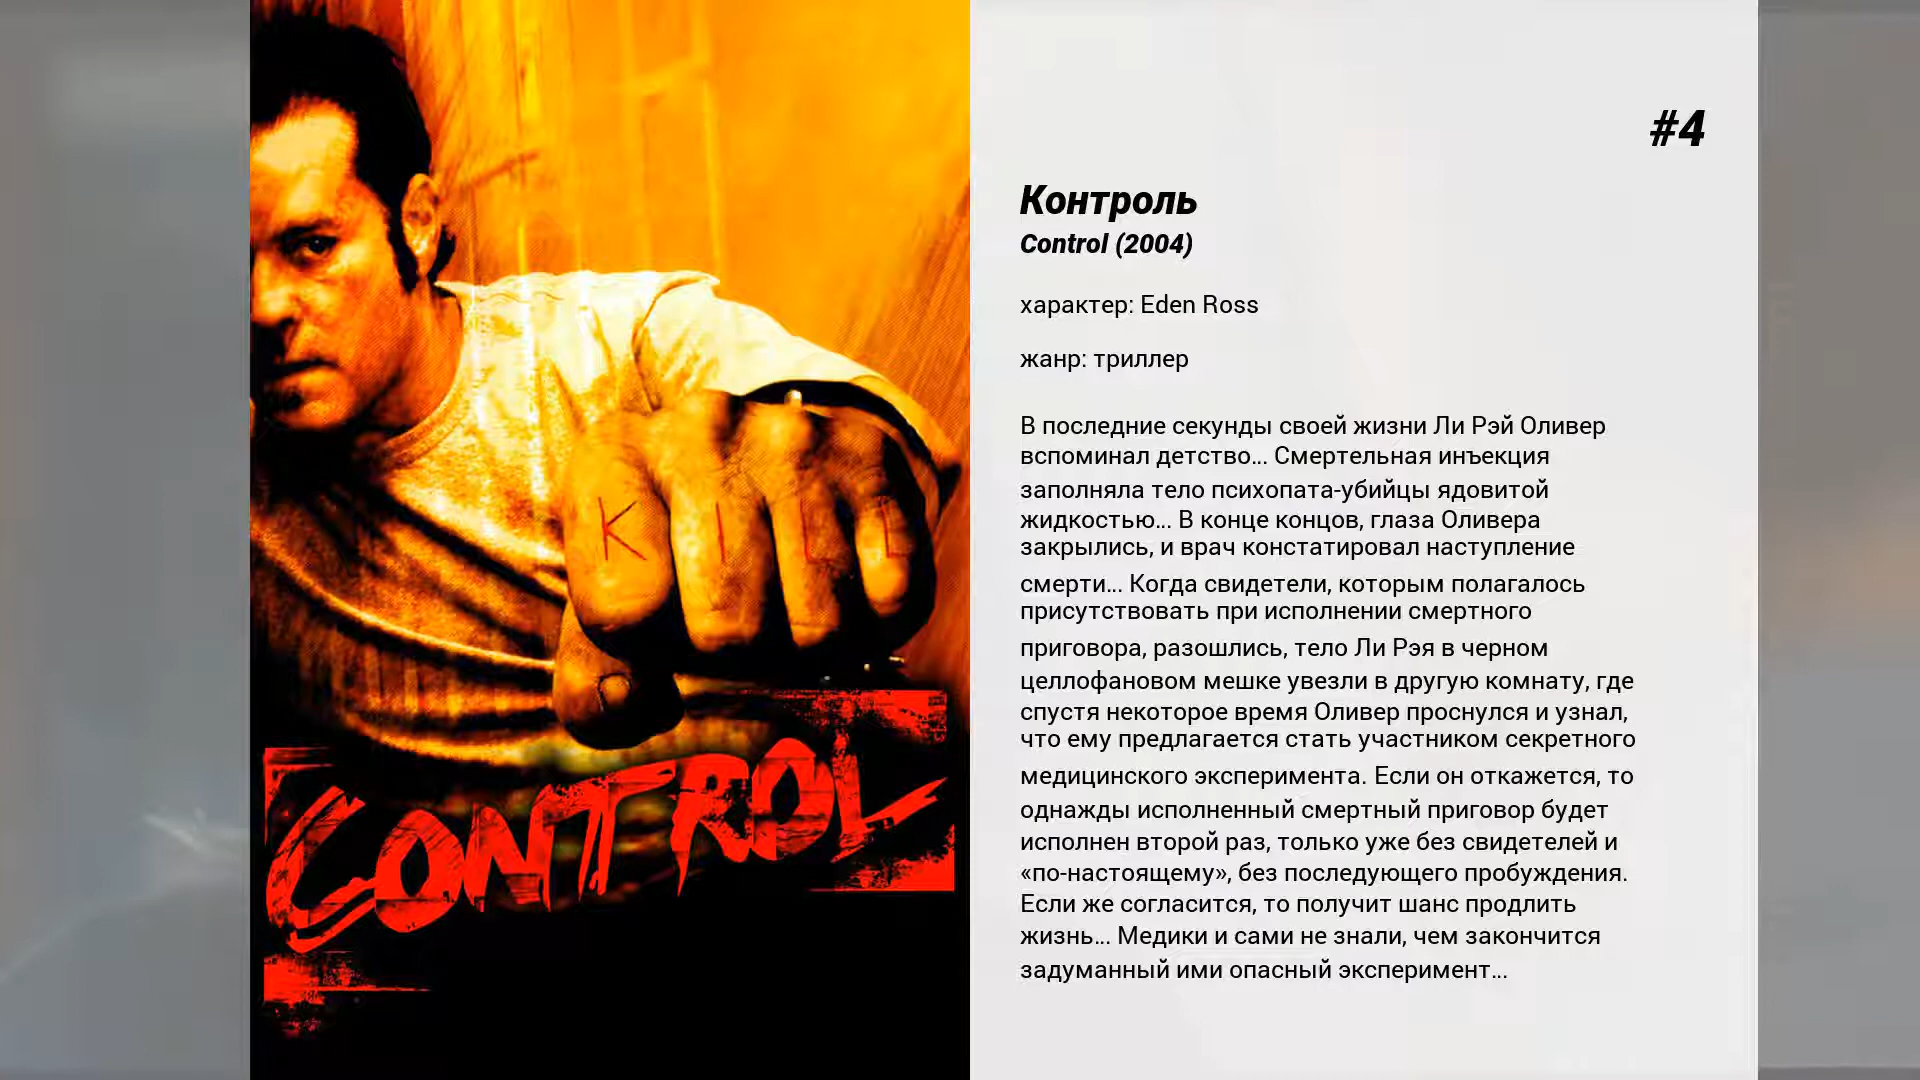 K I L L
CONTROL
#4
Контроль
Control (2004)
характер: Eden Ross
жанр: триллер
В последние секунды своей жизни Ли Рэй Оливер
вспоминал детство... Смертельная инъекция
заполняла тело психопата-убийцы ядовитой
жидкостью... В конце концов, глаза Оливера
закрылись, и врач констатировал наступление
смерти... Когда свидетели, которым полагалось
присутствовать при исполнении смертного
приговора, разошлись, тело Ли Рэя в черном
целлофановом мешке увезли в другую комнату, где
спустя некоторое время Оливер проснулся и узнал,
что ему предлагается стать участником секретного
медицинского эксперимента. Если он откажется, то
однажды исполненный смертный приговор будет
исполнен второй раз, только уже без свидетелей и
«по-настоящему», без последующего пробуждения.
Если же согласится, то получит шанс продлить
жизнь... Медики и сами не знали, чем закончится
задуманный ими опасный эксперимент...